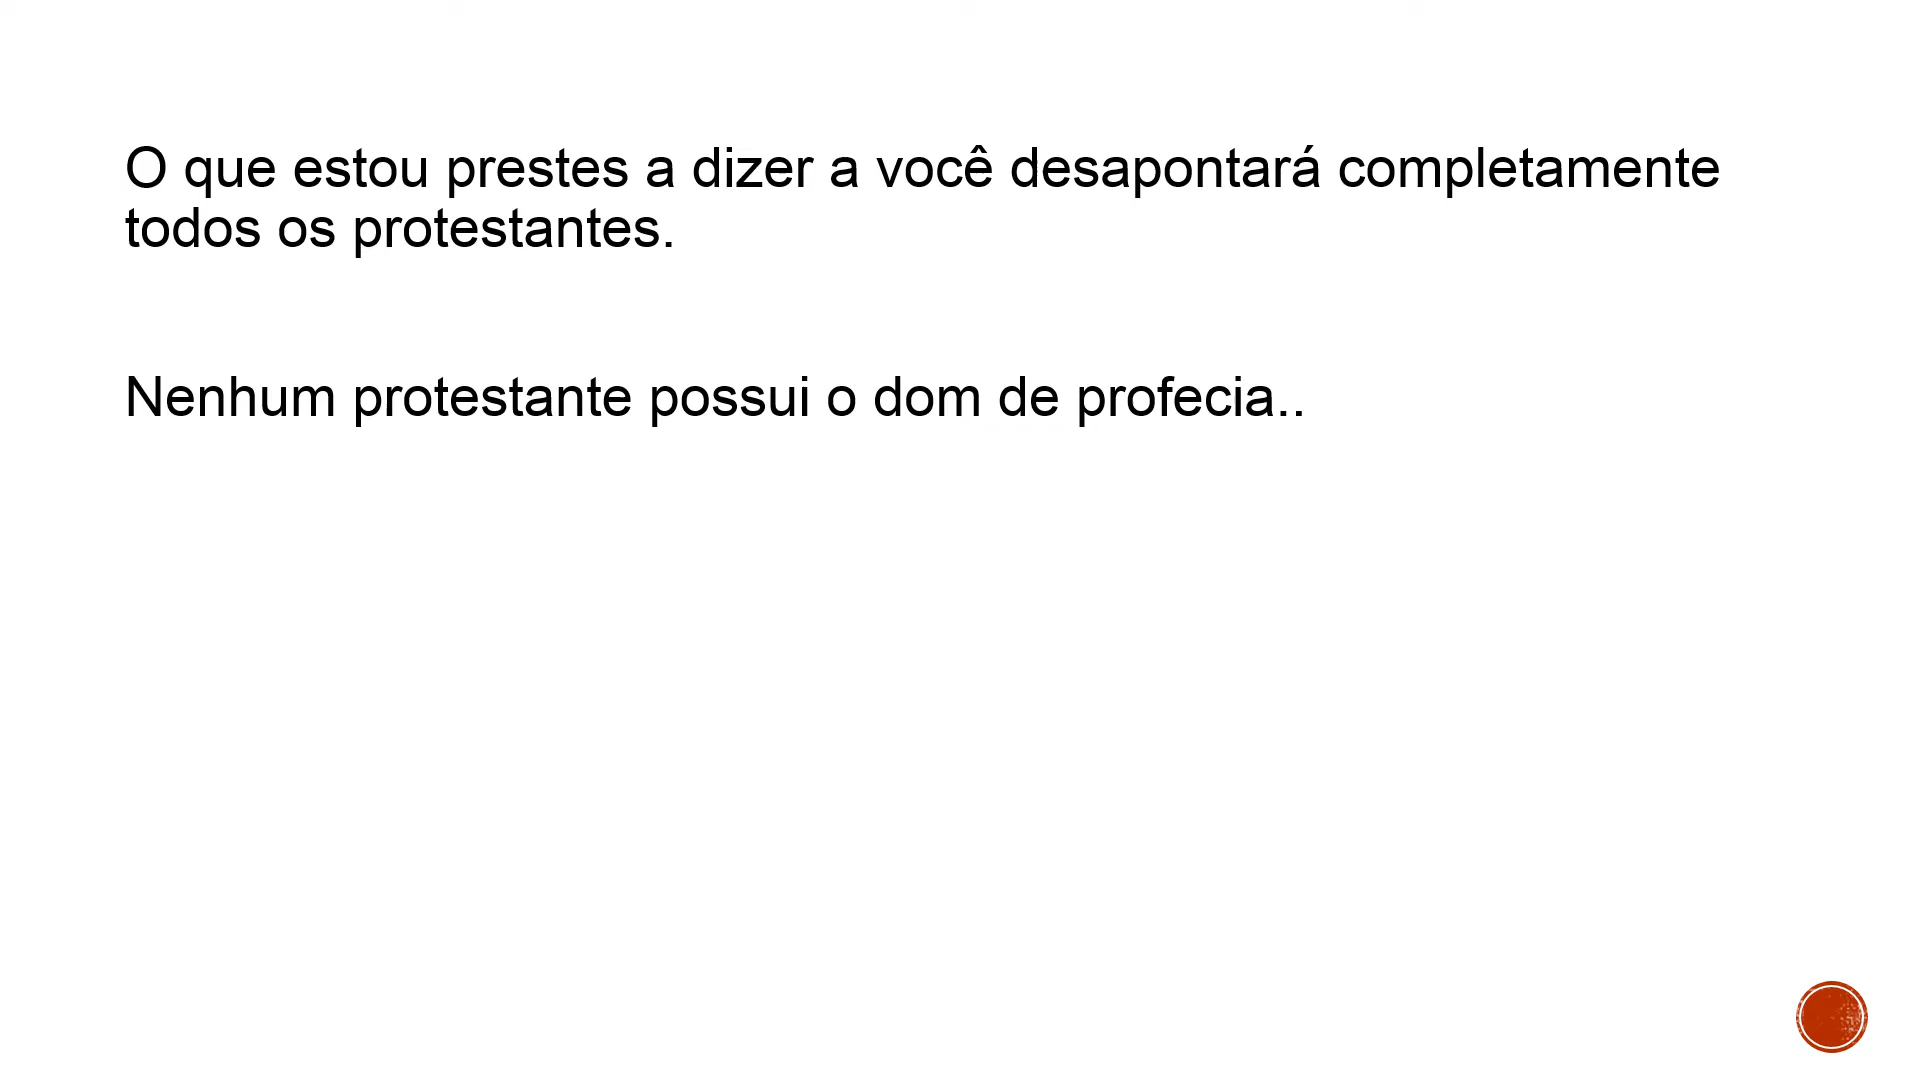 O que estou prestes a dizer a você desapontará completamente
todos os protestantes.
Nenhum protestante possui o dom de profecia..